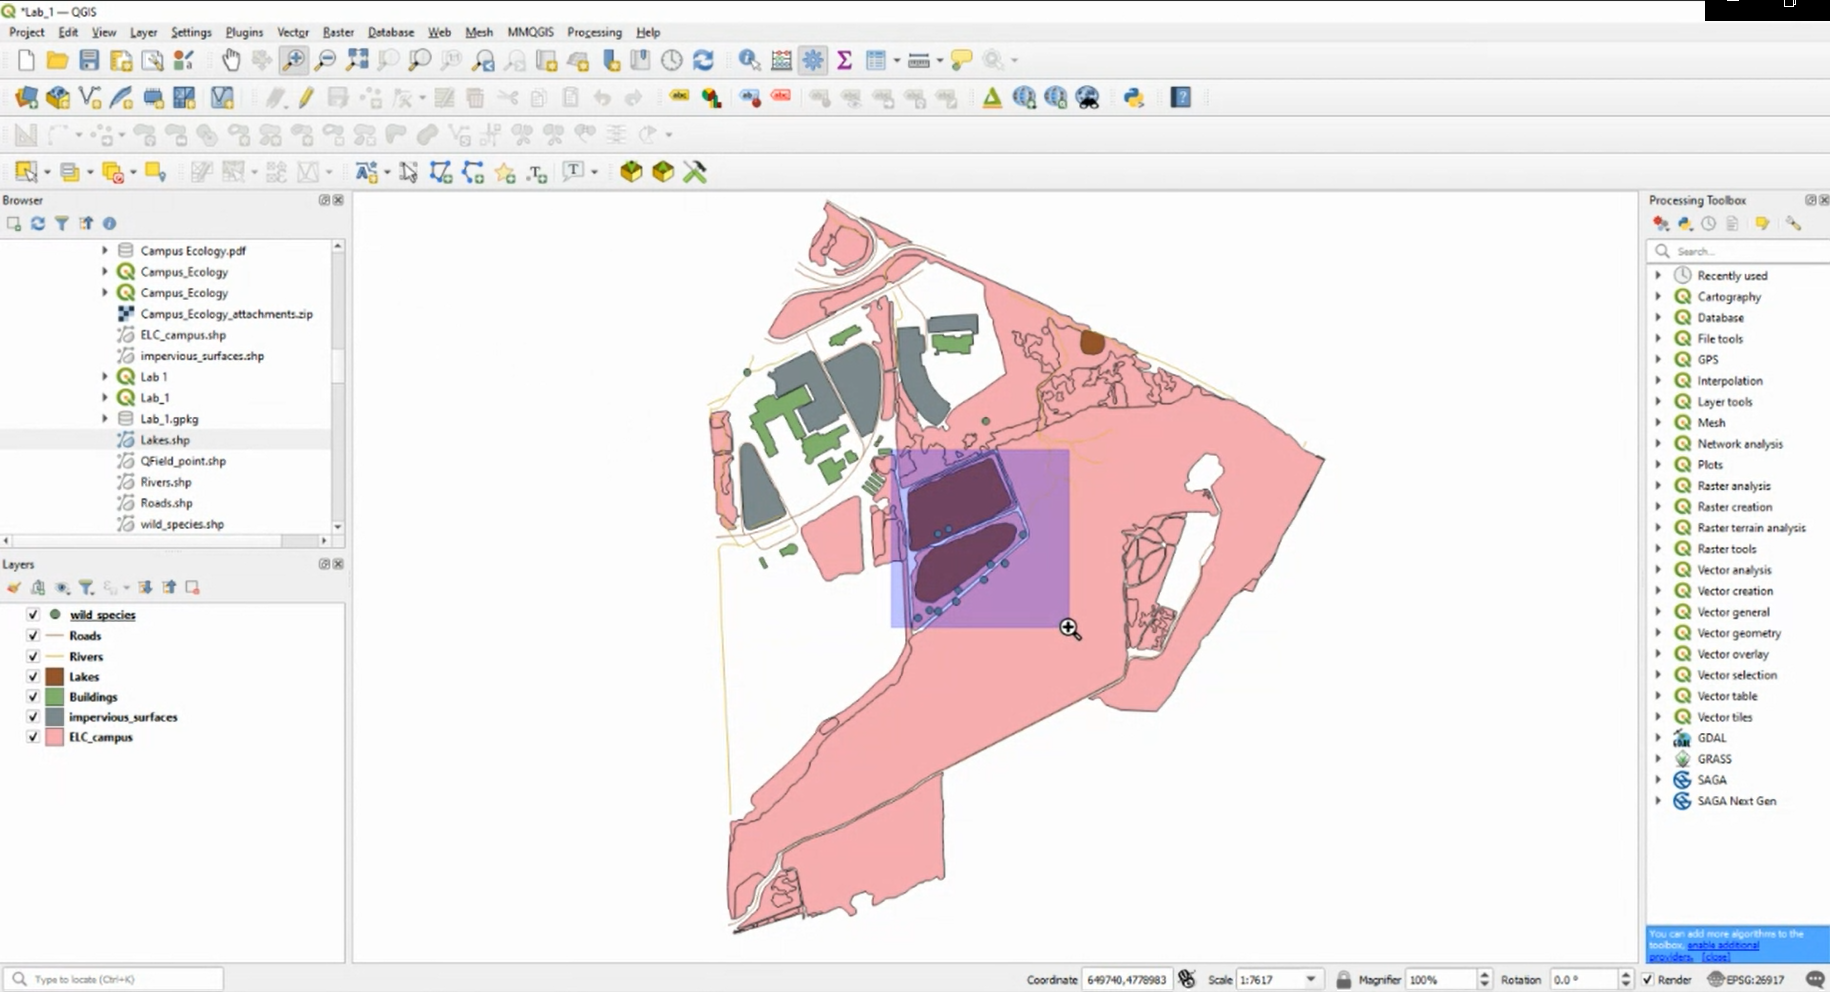 *Lab_1 — QGIS
Project Edit View Layer Settings Plugins Vector Raster Database Web Mesh MMQGIS Processing Help
Browser
Campus Ecology.pdf
Campus_Ecology
Campus_Ecology
Campus_Ecology_attachments.zip
ELC_campus.shp
impervious_surfaces.shp
Lab 1
Lab_1
Lab_1.gpkg
Lakes.shp
QField_point.shp
Rivers.shp
Roads.shp
wild_species.shp
Layers
wild_species
Roads
Rivers
Lakes
Buildings
impervious_surfaces
ELC_campus
Processing Toolbox
Search...
Recently used
Cartography
Database
File tools
GPS
Interpolation
Layer tools
Mesh
Network analysis
Plots
Raster analysis
Raster creation
Raster terrain analysis
Raster tools
Vector analysis
Vector creation
Vector general
Vector geometry
Vector overlay
Vector selection
Vector table
Vector tiles
GDAL
GRASS
SAGA
SAGA Next Gen
You can add more algorithms to the
toolbox, enable additional
providers. [close]
Type to locate (Ctrl+K)
Coordinate 649740,4778983 Scale 1:7617 Magnifier 100% Rotation 0.0 ° Render EPSG:26917